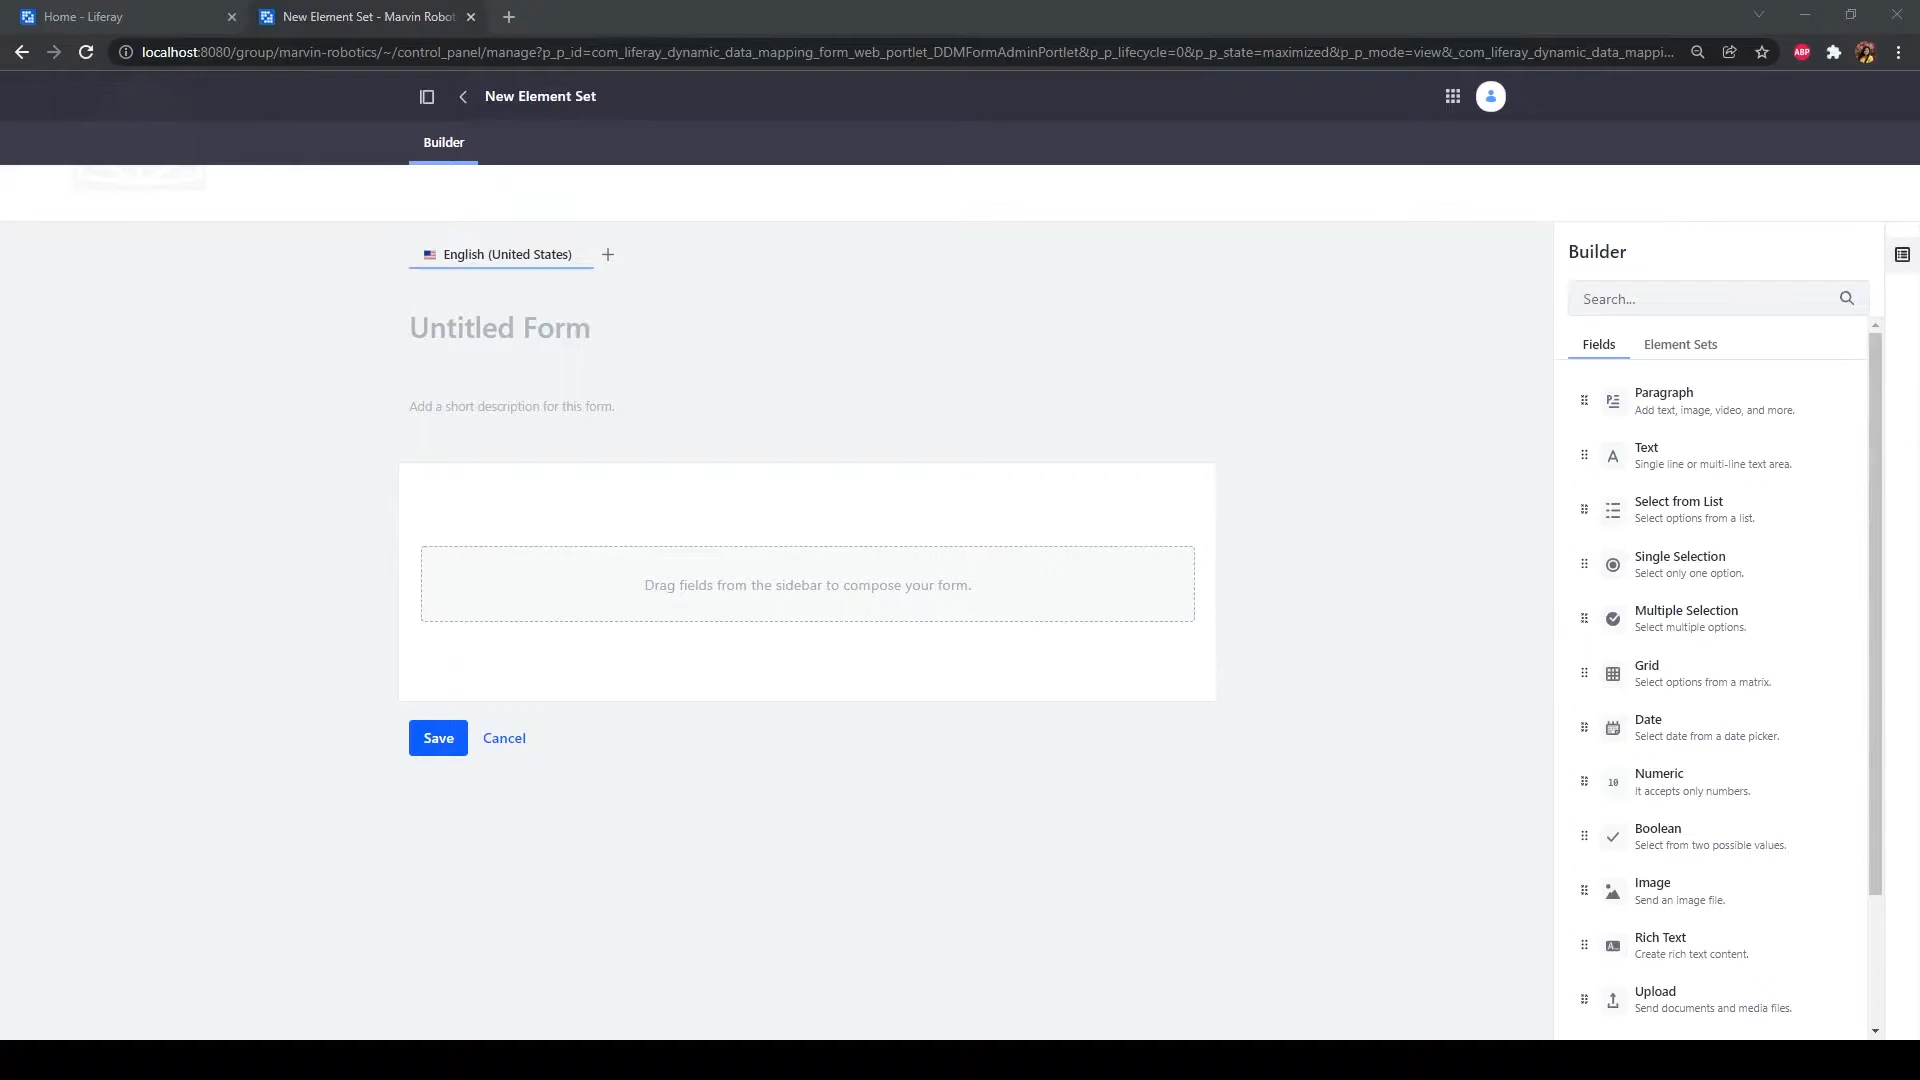 Home - Liferay
New Element Set - Marvin Robot
localhost:8080/group/marvin-robotics/~/control_panel/manage?p_p_id=com_liferay_dynamic_data_mapping_form_web_portlet_DDMFormAdminPortlet&p_p_lifecycle=0&p_p_state=maximized&p_p_mode=view&_com_liferay_dynamic_data_mappi...
ABP
New Element Set
Builder
English (United States)
Untitled Form
Add a short description for this form.
Drag fields from the sidebar to compose your form.
Save
Cancel
Builder
Search...
Fields
Element Sets
Paragraph
Add text, image, video, and more.
Text
Single line or multi-line text area.
Select from List
Select options from a list.
Single Selection
Select only one option.
Multiple Selection
Select multiple options.
Grid
Select options from a matrix.
Date
Select date from a date picker.
10
Numeric
It accepts only numbers.
Boolean
Select from two possible values.
Image
Send an image file.
Rich Text
Create rich text content.
Upload
Send documents and media files.